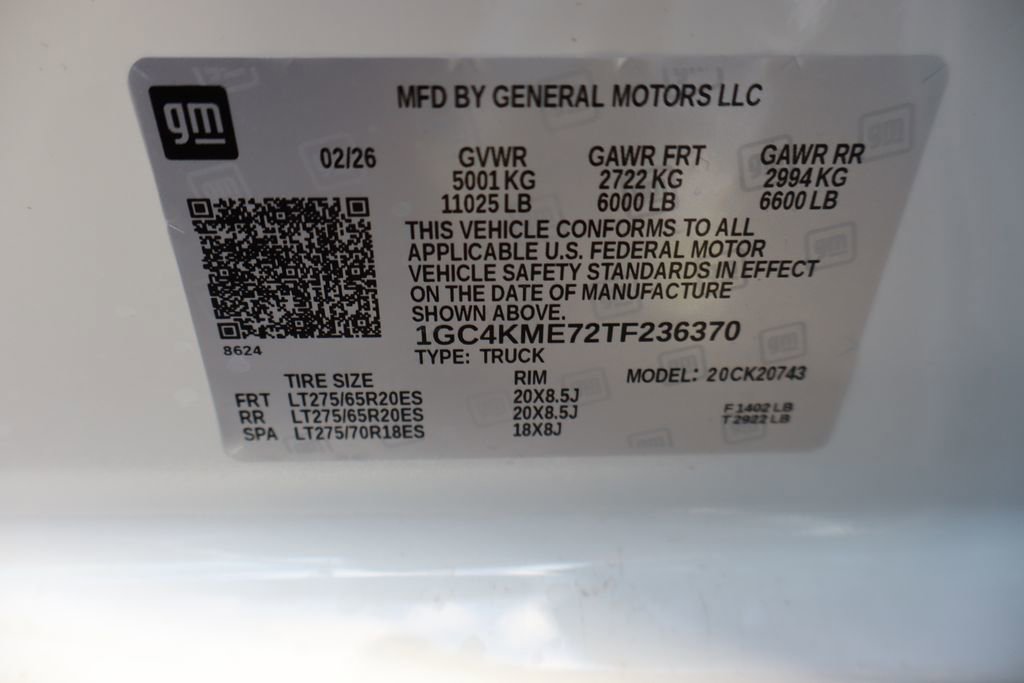 gm
MFD BY GENERAL MOTORS LLC
02/26 GVWR GAWR FRT GAWR RR
5001 KG 2722 KG 2994 KG
11025 LB 6000 LB 6600 LB
THIS VEHICLE CONFORMS TO ALL
APPLICABLE U.S. FEDERAL MOTOR
VEHICLE SAFETY STANDARDS IN EFFECT
ON THE DATE OF MANUFACTURE
SHOWN ABOVE.
1GC4KME72TF236370
8624
TYPE: TRUCK
TIRE SIZE RIM MODEL: 20CK20743
FRT LT275/65R20ES 20X8.5J
RR LT275/65R20ES 20X8.5J
SPA LT275/70R18ES 18X8J
F 1402 LB
T 2922 LB